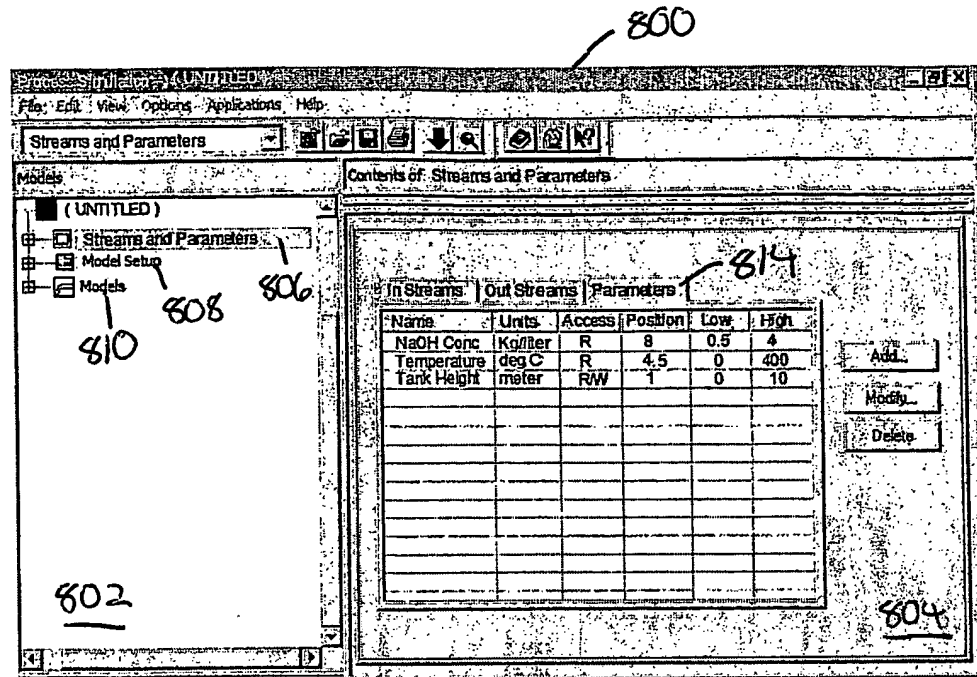 800
Process Simulation - (UNTITLED)
File Edit View Options Applications Help
Streams and Parameters
Models
Contents of: Streams and Parameters
(UNTITLED)
Streams and Parameters
Model Setup
Models
806
808
810
814
In Streams Out Streams Parameters
Name Units Access Position Low High
NaOH Conc Kg/liter R 8 0.5 4
Temperature deg C R 4.5 0 400
Tank Height meter R/W 1 0 10
Add...
Modify...
Delete
802
804